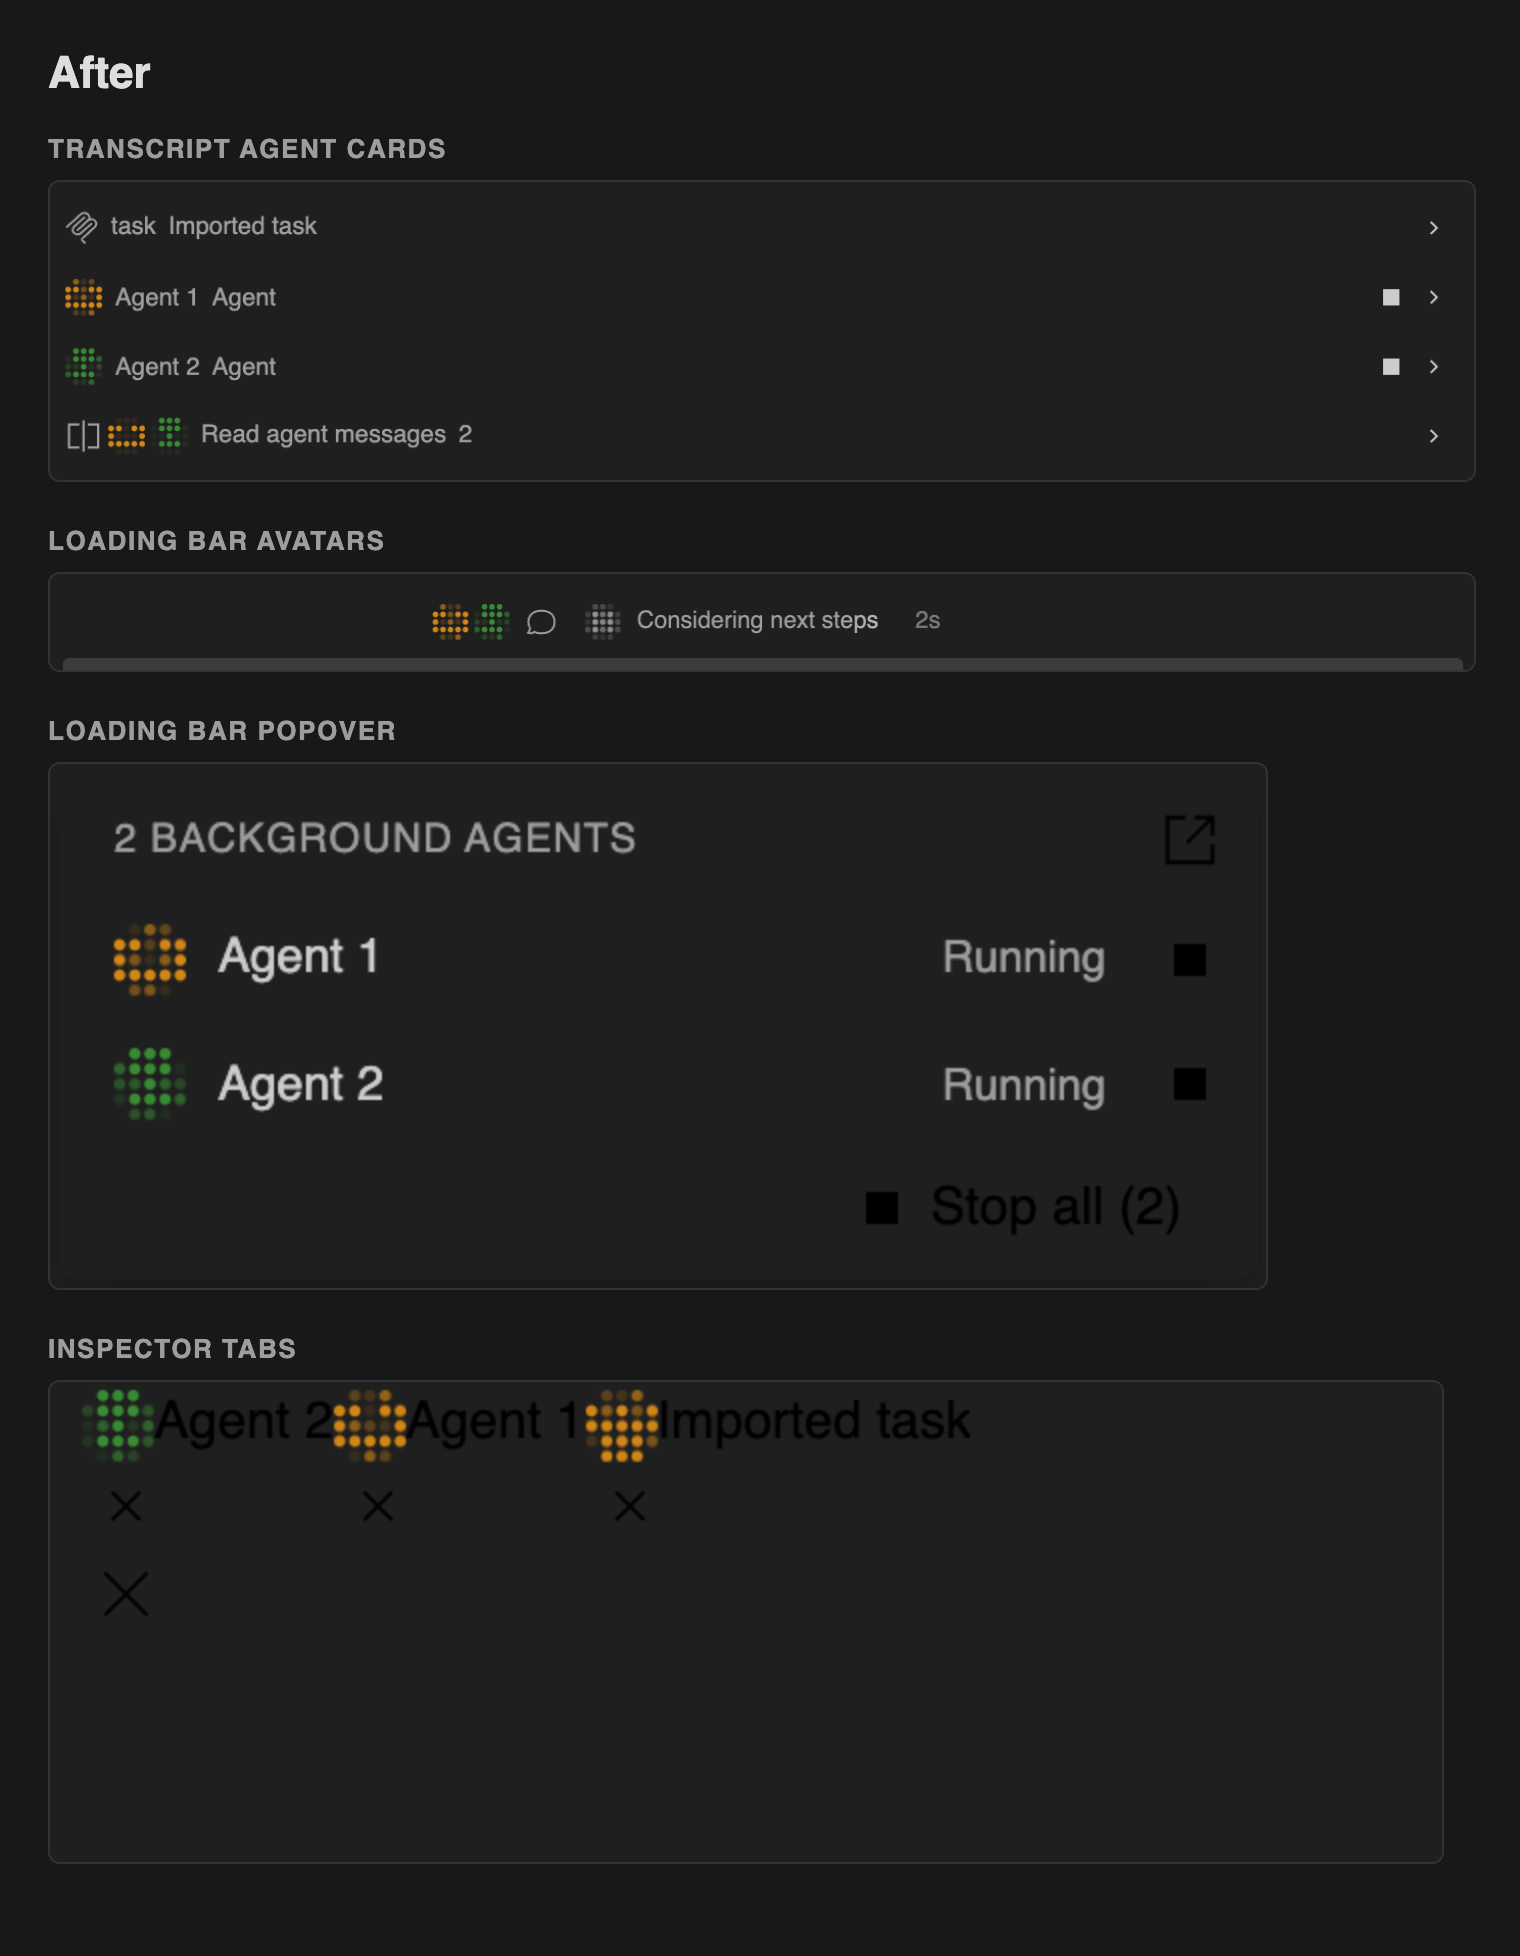 After
TRANSCRIPT AGENT CARDS
task Imported task
Agent 1 Agent
Agent 2 Agent
Read agent messages 2
LOADING BAR AVATARS
Considering next steps 2s
LOADING BAR POPOVER
2 BACKGROUND AGENTS
Agent 1 Running
Agent 2 Running
Stop all (2)
INSPECTOR TABS
Agent 2 Agent 1 Imported task